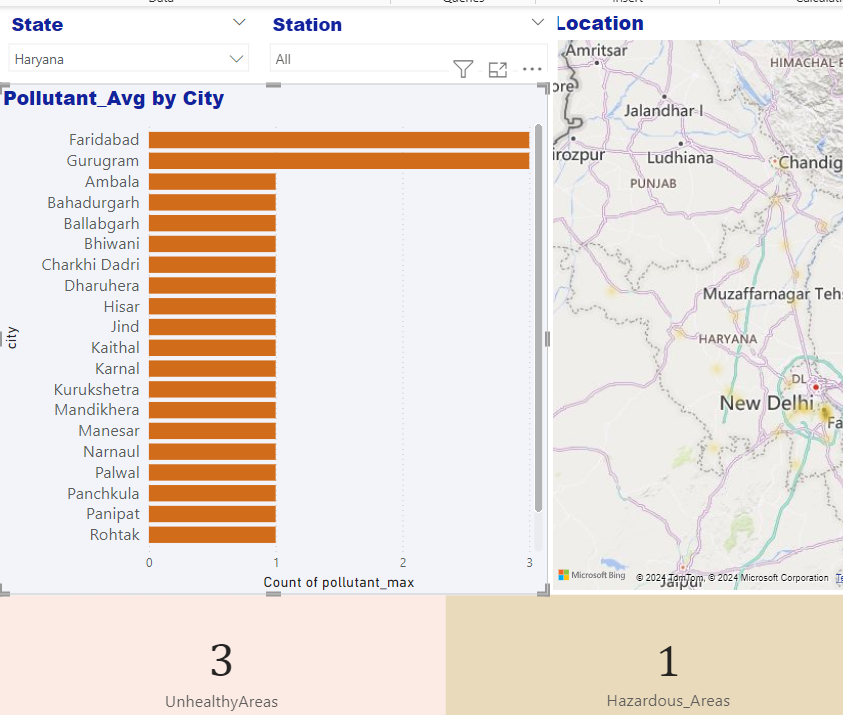 State
Station
Location
Haryana
All
Pollutant_Avg by City
Faridabad
Gurugram
Ambala
Bahadurgarh
Ballabgarh
Bhiwani
Charkhi Dadri
Dharuhera
Hisar
Jind
Kaithal
Karnal
Kurukshetra
Mandikhera
Manesar
Narnaul
Palwal
Panchkula
Panipat
Rohtak
city
0 1 2 3
Count of pollutant_max
Amritsar
HIMACHAL P
ore
Jalandhar I
irozpur
Ludhiana
Chandig
PUNJAB
Muzaffarnagar Tehs
HARYANA
DL
New Delhi
Fa
Jaipur
Microsoft Bing
© 2024 TomTom, © 2024 Microsoft Corporation
3
UnhealthyAreas
1
Hazardous_Areas